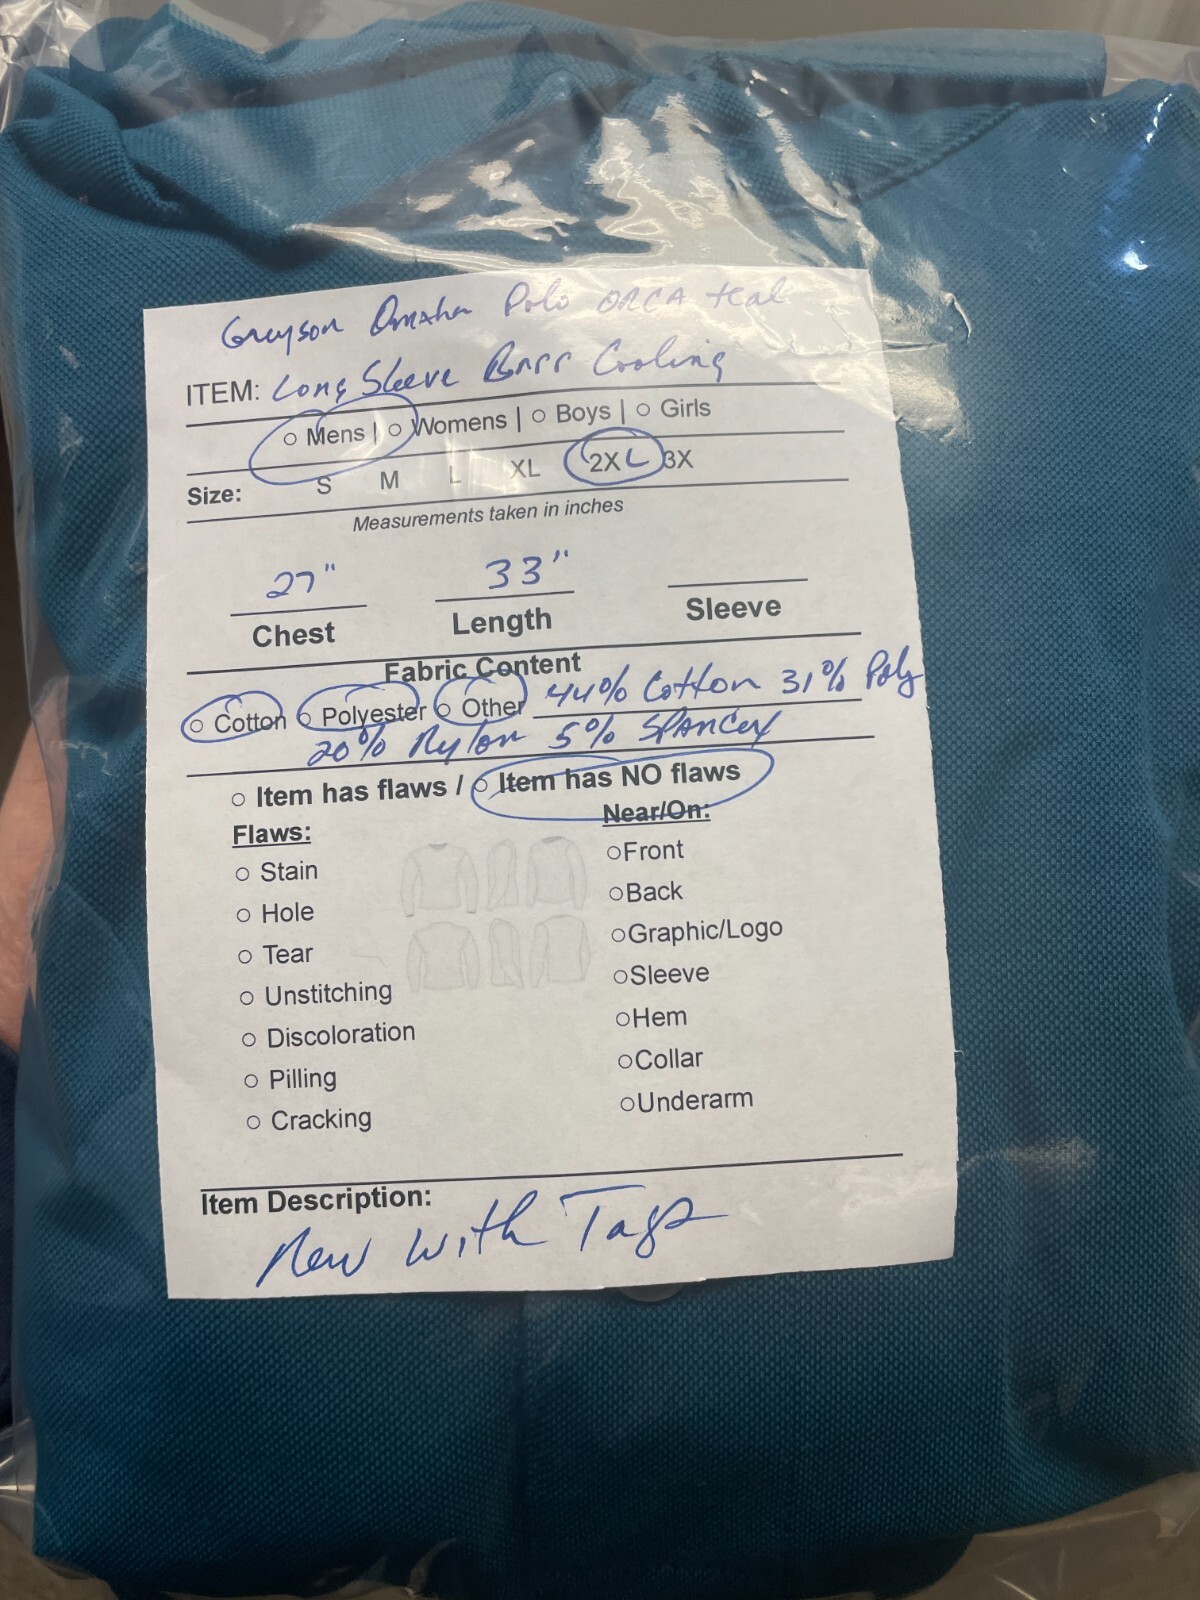 Greyson Omaha Polo ORCA teal
ITEM: Long Sleeve Cooling
○ Mens | ○ Womens | ○ Boys | ○ Girls
Size: S M L XL 2XL 3X
Measurements taken in inches
27" 33"
Chest Length Sleeve
Fabric Content
○ Cotton ○ Polyester ○ Other 44% Cotton 31% Poly
20% Nylon 5% Spandex
○ Item has flaws / ○ Item has NO flaws
Flaws: Near/On:
○ Stain ○Front
○ Hole ○Back
○ Tear ○Graphic/Logo
○ Unstitching ○Sleeve
○ Discoloration ○Hem
○ Pilling ○Collar
○ Cracking ○Underarm
Item Description:
New With Tags